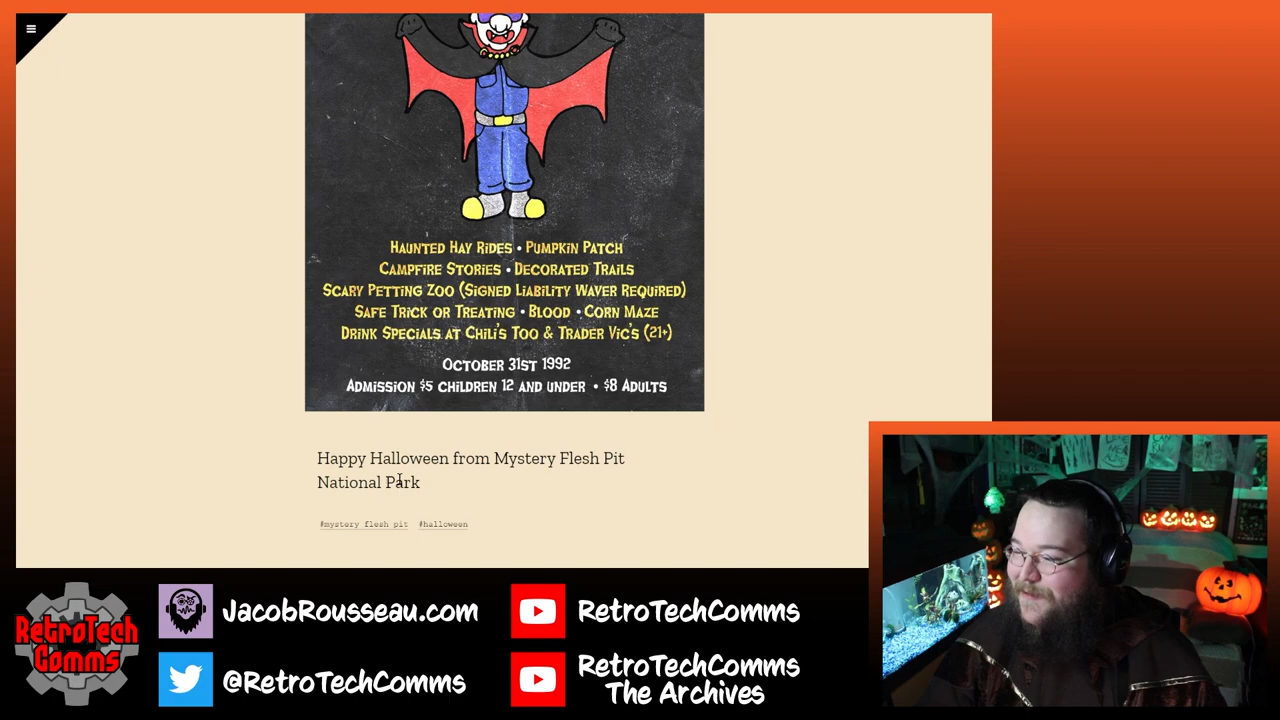 Haunted Hay Rides • Pumpkin Patch
Campfire Stories • Decorated Trails
Scary Petting Zoo (Signed Liability Waver Required)
Safe Trick or Treating • Blood • Corn Maze
Drink Specials at Chili's Too & Trader Vic's (21+)
October 31st 1992
Admission $5 children 12 and under • $8 Adults
Happy Halloween from Mystery Flesh Pit
National Park
#mystery flesh pit #halloween
RetroTech
Comms
JacobRousseau.com
@RetroTechComms
RetroTechComms
RetroTechComms
The Archives